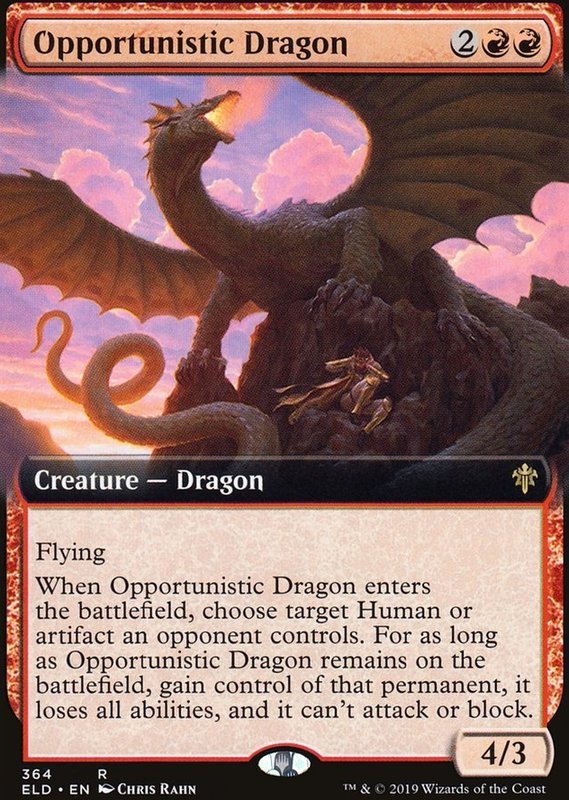 Opportunistic Dragon 2
Creature — Dragon
Flying
When Opportunistic Dragon enters
the battlefield, choose target Human or
artifact an opponent controls. For as long
as Opportunistic Dragon remains on the
battlefield, gain control of that permanent, it
loses all abilities, and it can't attack or block.
4/3
364 R
ELD • EN Chris Rahn
™ & © 2019 Wizards of the Coast